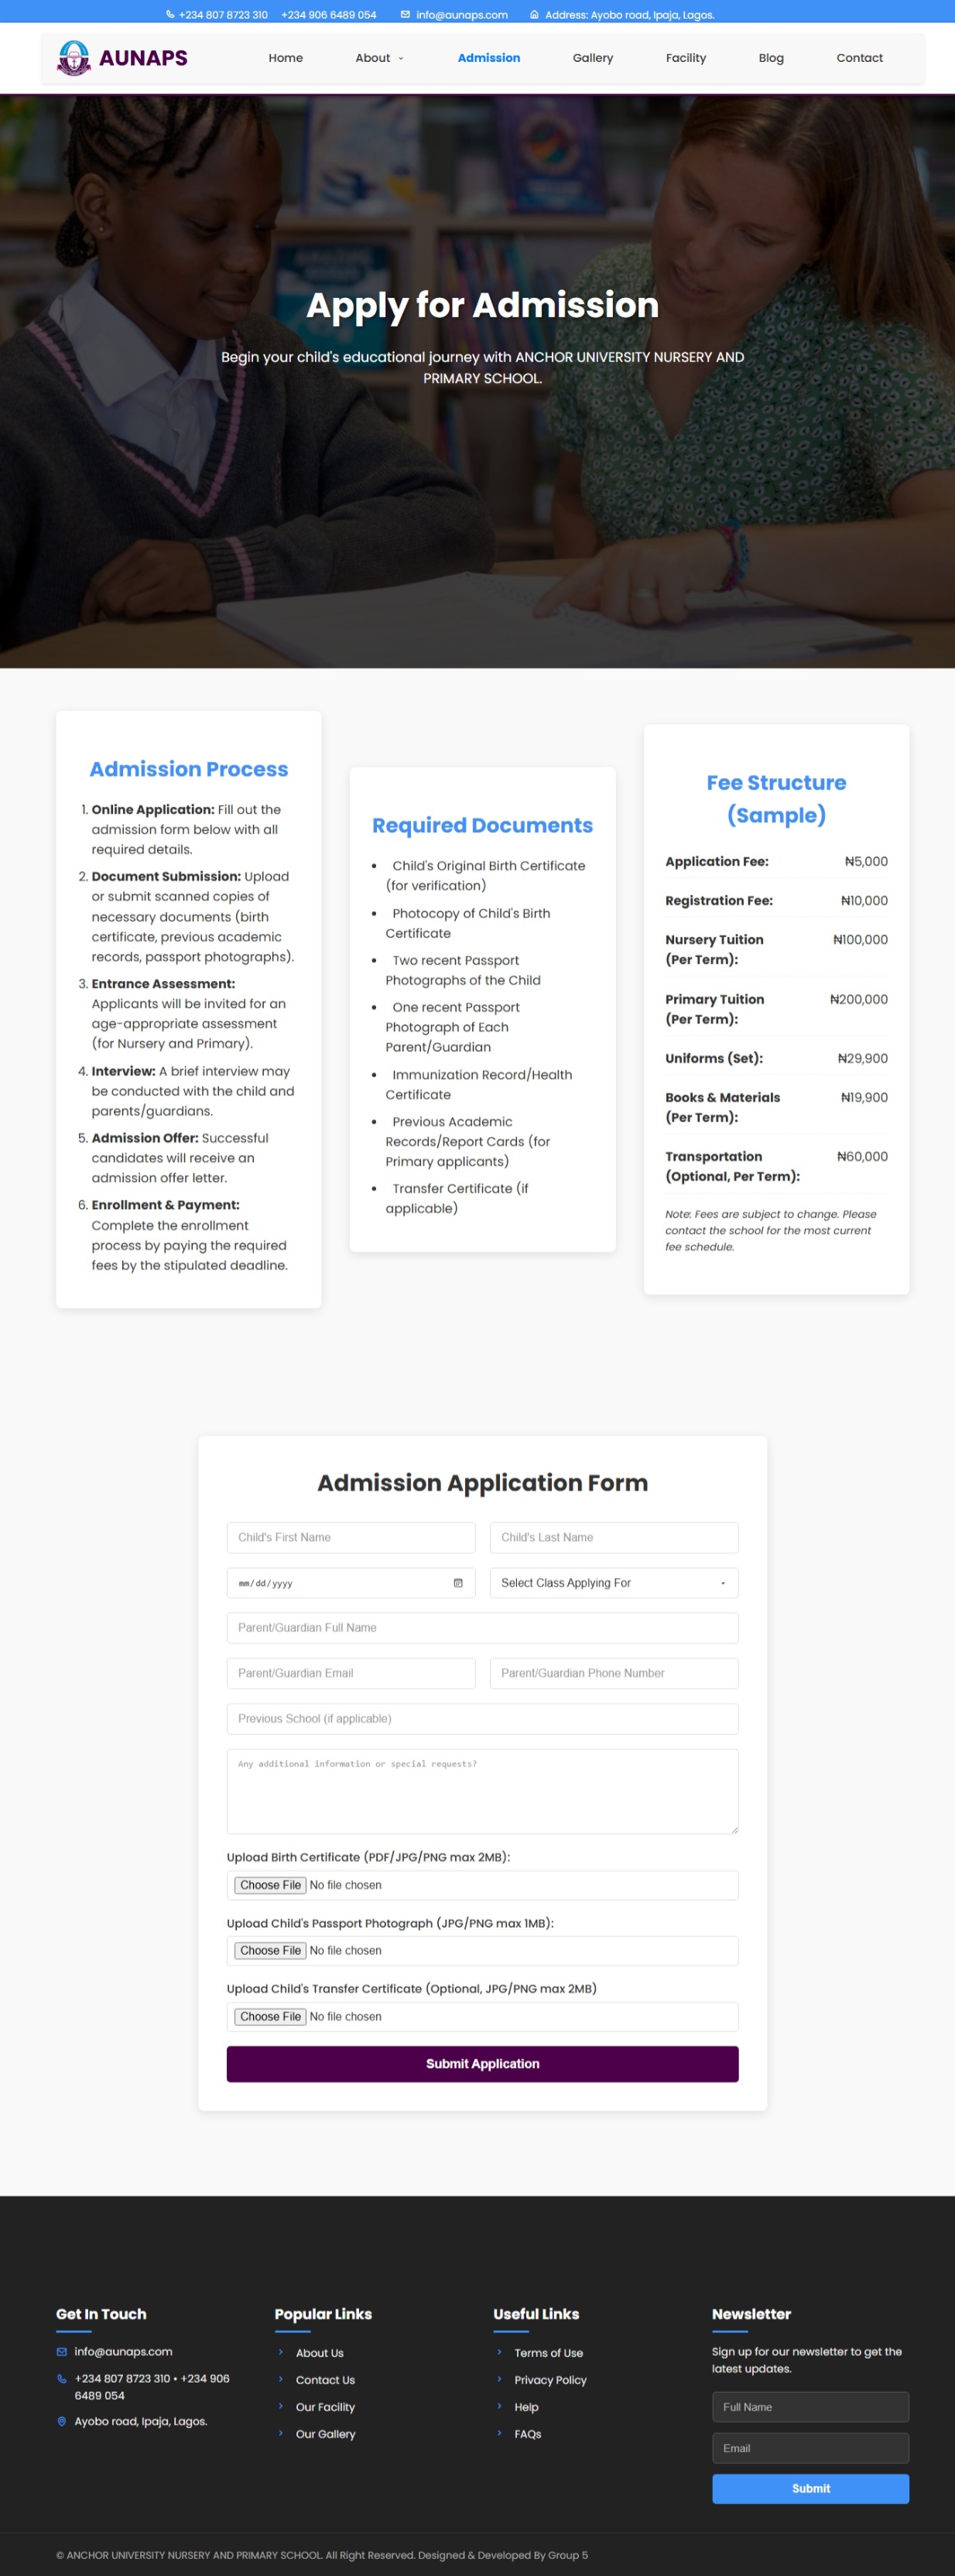 +234 807 8723 310 +234 906 6489 054 info@aunaps.com Address: Ayobo road, Ipaja, Lagos.
AUNAPS Home About Admission Gallery Facility Blog Contact
Apply for Admission
Begin your child's educational journey with ANCHOR UNIVERSITY NURSERY AND
PRIMARY SCHOOL.
Admission Process
1. Online Application: Fill out the
admission form below with all
required details.
2. Document Submission: Upload
or submit scanned copies of
necessary documents (birth
certificate, previous academic
records, passport photographs).
3. Entrance Assessment:
Applicants will be invited for an
age-appropriate assessment
(for Nursery and Primary).
4. Interview: A brief interview may
be conducted with the child and
parents/guardians.
5. Admission Offer: Successful
candidates will receive an
admission offer letter.
6. Enrollment & Payment:
Complete the enrollment
process by paying the required
fees by the stipulated deadline.
Required Documents
• Child's Original Birth Certificate
(for verification)
• Photocopy of Child's Birth
Certificate
• Two recent Passport
Photographs of the Child
• One recent Passport
Photograph of Each
Parent/Guardian
• Immunization Record/Health
Certificate
• Previous Academic
Records/Report Cards (for
Primary applicants)
• Transfer Certificate (if
applicable)
Fee Structure
(Sample)
Application Fee: ₦5,000
Registration Fee: ₦10,000
Nursery Tuition ₦100,000
(Per Term):
Primary Tuition ₦200,000
(Per Term):
Uniforms (Set): ₦29,900
Books & Materials ₦19,900
(Per Term):
Transportation ₦60,000
(Optional, Per Term):
Note: Fees are subject to change. Please
contact the school for the most current
fee schedule.
Admission Application Form
Child's First Name Child's Last Name
mm/dd/yyyy Select Class Applying For
Parent/Guardian Full Name
Parent/Guardian Email Parent/Guardian Phone Number
Previous School (if applicable)
Any additional information or special requests?
Upload Birth Certificate (PDF/JPG/PNG max 2MB):
Choose File No file chosen
Upload Child's Passport Photograph (JPG/PNG max 1MB):
Choose File No file chosen
Upload Child's Transfer Certificate (Optional, JPG/PNG max 2MB)
Choose File No file chosen
Submit Application
Get In Touch
info@aunaps.com
+234 807 8723 310 • +234 906
6489 054
Ayobo road, Ipaja, Lagos.
Popular Links
About Us
Contact Us
Our Facility
Our Gallery
Useful Links
Terms of Use
Privacy Policy
Help
FAQs
Newsletter
Sign up for our newsletter to get the
latest updates.
Full Name
Email
Submit
© ANCHOR UNIVERSITY NURSERY AND PRIMARY SCHOOL. All Right Reserved. Designed & Developed By Group 5